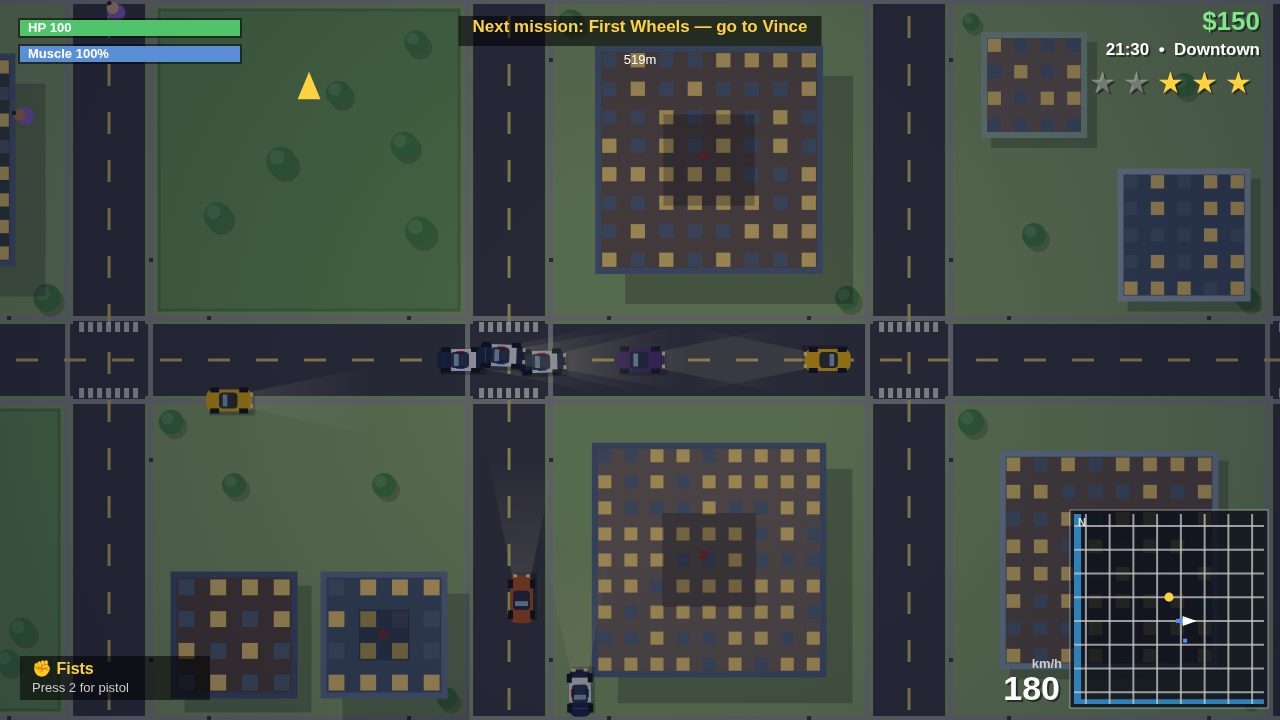 HP 100
Muscle 100%
Next mission: First Wheels — go to Vince
519m
$150
21:30 • Downtown
Fists
Press 2 for pistol
N
km/h
180